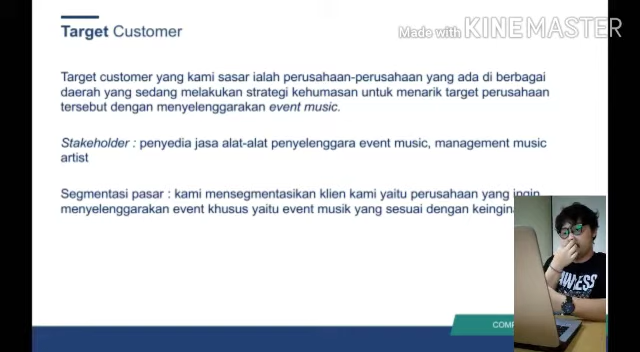 Target Customer
Made with KINEMASTER
Target customer yang kami sasar ialah perusahaan-perusahaan yang ada di berbagai
daerah yang sedang melakukan strategi kehumasan untuk menarik target perusahaan
tersebut dengan menyelenggarakan event music.
Stakeholder : penyedia jasa alat-alat penyelenggara event music, management music
artist
Segmentasi pasar : kami mensegmentasikan klien kami yaitu perusahaan yang ingin
menyelenggarakan event khusus yaitu event musik yang sesuai dengan